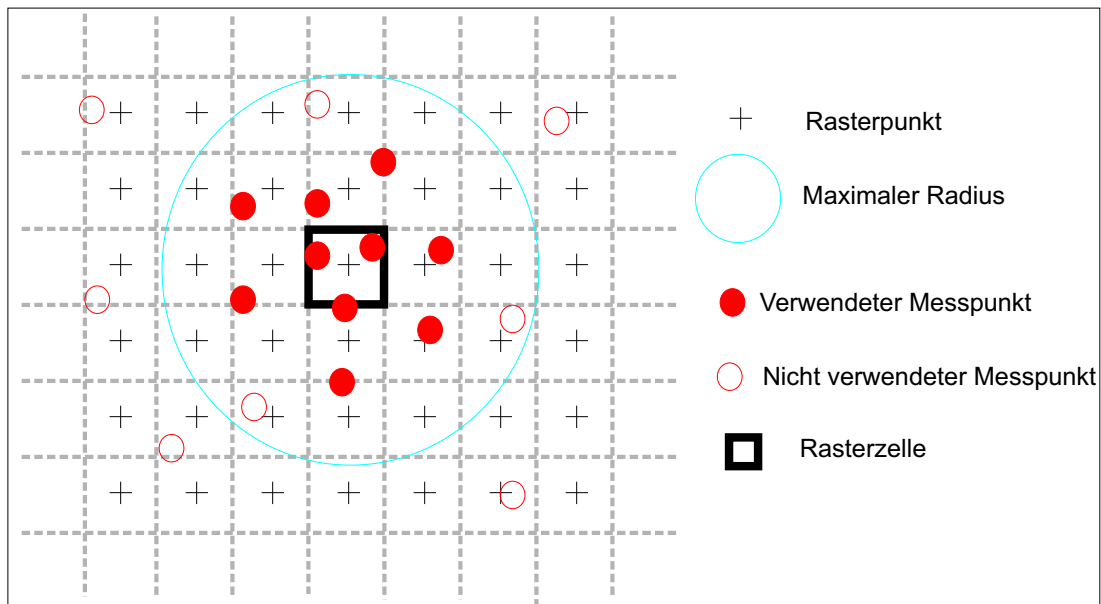 Rasterpunkt
Maximaler Radius
Verwendeter Messpunkt
Nicht verwendeter Messpunkt
Rasterzelle